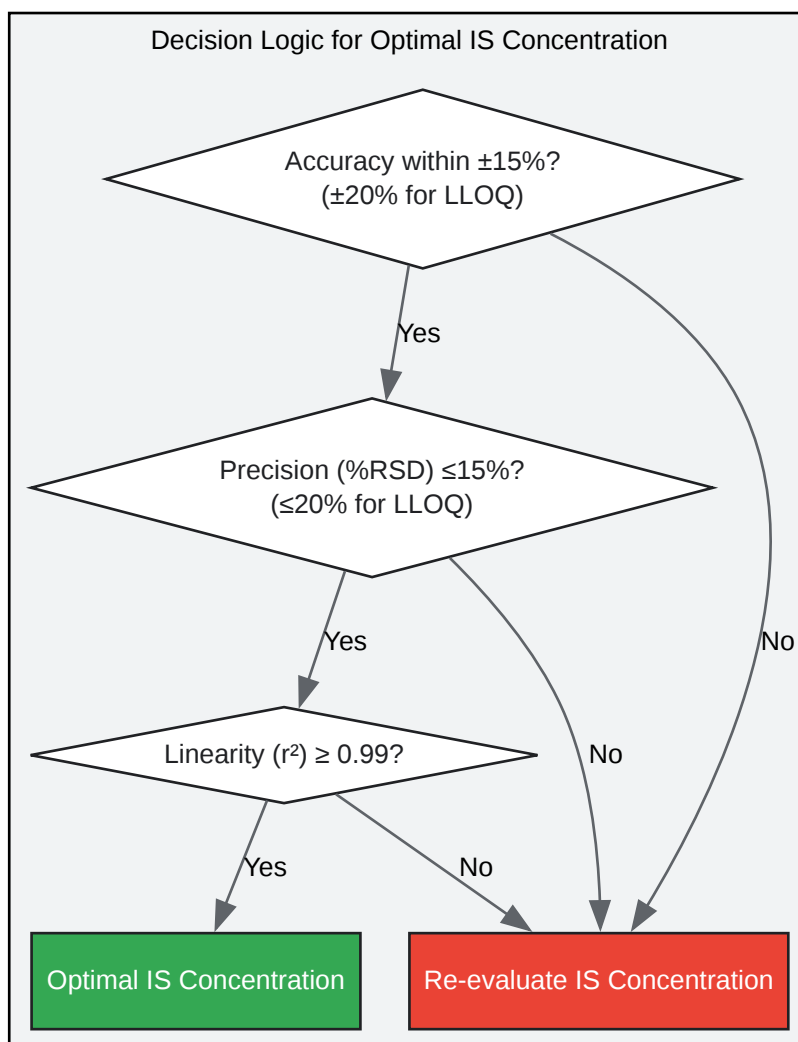 Decision Logic for Optimal IS Concentration
Accuracy within ±15%?
(±20% for LLOQ)
Yes
Precision (%RSD) ≤15%?
(≤20% for LLOQ)
Yes
No
Linearity (r²) ≥ 0.99?
No
Yes
No
Optimal IS Concentration
Re-evaluate IS Concentration